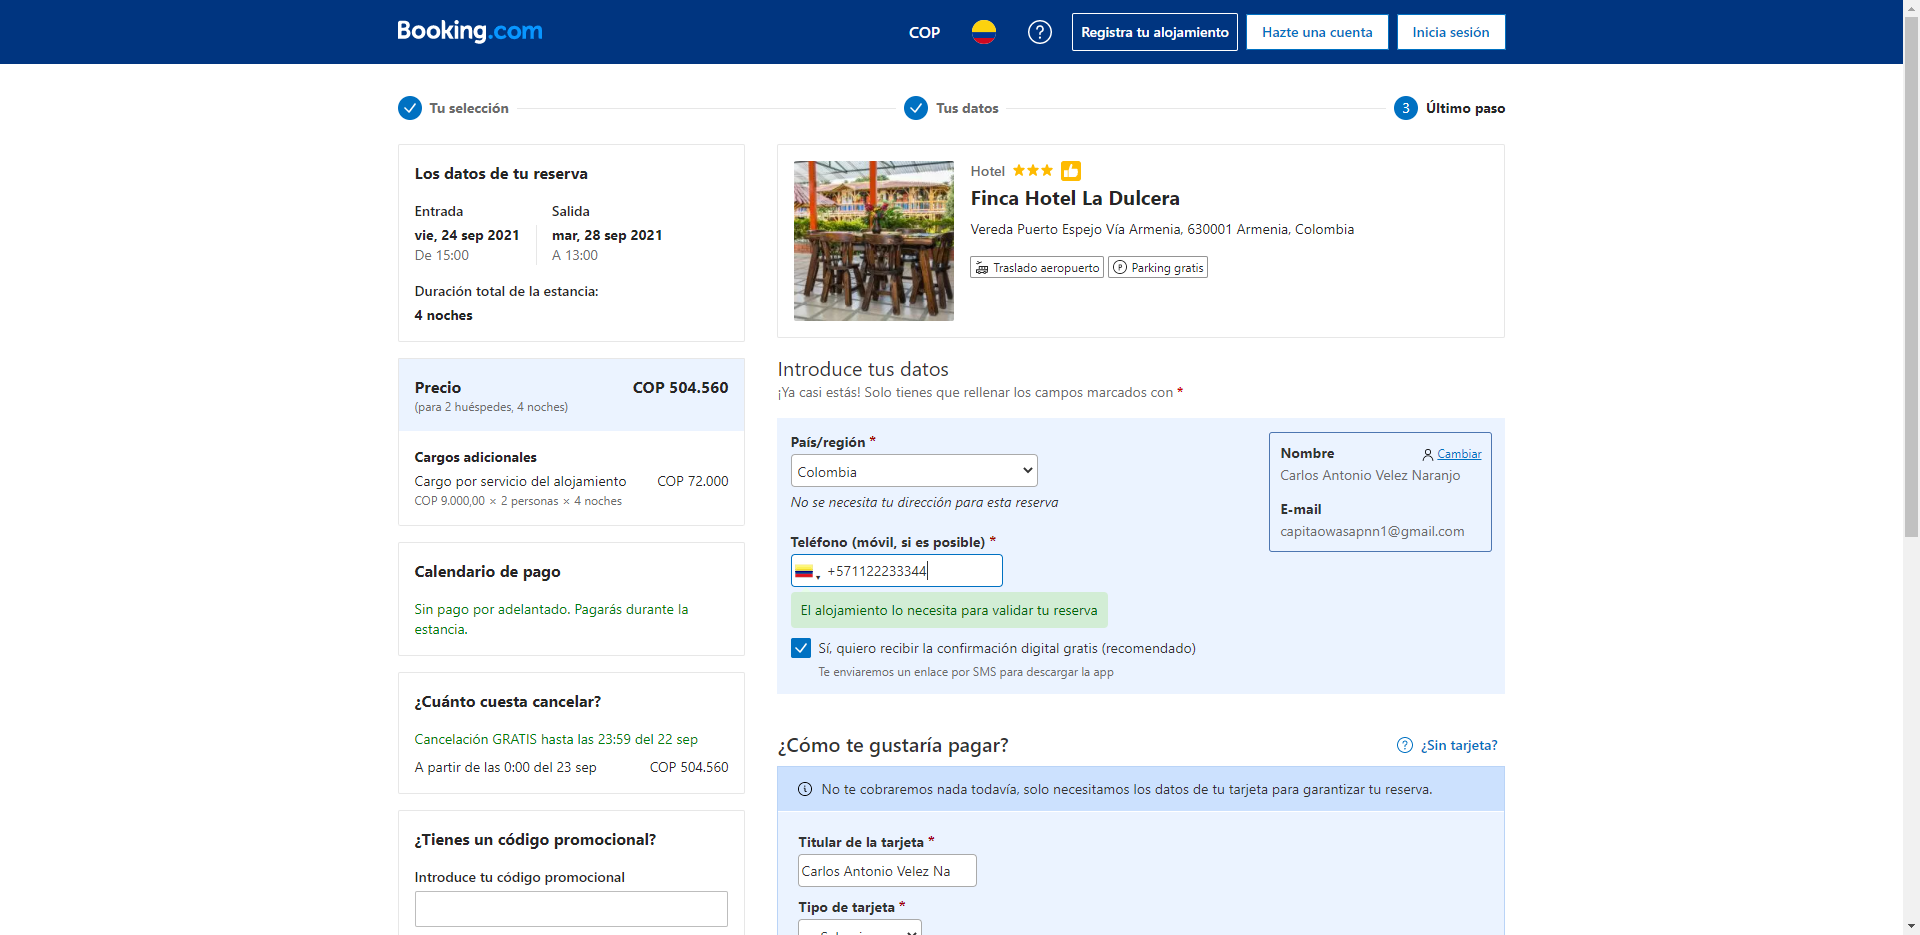 Booking.com
COP
Registra tu alojamiento
Hazte una cuenta
Inicia sesión
Tu selección
Tus datos
3 Último paso
Los datos de tu reserva
Entrada
Salida
vie, 24 sep 2021
mar, 28 sep 2021
De 15:00
A 13:00
Duración total de la estancia:
4 noches
Precio
COP 504.560
(para 2 huéspedes, 4 noches)
Cargos adicionales
Cargo por servicio del alojamiento
COP 72.000
COP 9.000,00 × 2 personas × 4 noches
Calendario de pago
Sin pago por adelantado. Pagarás durante la
estancia.
¿Cuánto cuesta cancelar?
Cancelación GRATIS hasta las 23:59 del 22 sep
A partir de las 0:00 del 23 sep
COP 504.560
¿Tienes un código promocional?
Introduce tu código promocional
Hotel
Finca Hotel La Dulcera
Vereda Puerto Espejo Vía Armenia, 630001 Armenia, Colombia
Traslado aeropuerto
Parking gratis
Introduce tus datos
¡Ya casi estás! Solo tienes que rellenar los campos marcados con *
País/región *
Colombia
No se necesita tu dirección para esta reserva
Teléfono (móvil, si es posible) *
+571122233344
El alojamiento lo necesita para validar tu reserva
Sí, quiero recibir la confirmación digital gratis (recomendado)
Te enviaremos un enlace por SMS para descargar la app
Nombre
Cambiar
Carlos Antonio Velez Naranjo
E-mail
capitaowasapnn1@gmail.com
¿Cómo te gustaría pagar?
¿Sin tarjeta?
No te cobraremos nada todavía, solo necesitamos los datos de tu tarjeta para garantizar tu reserva.
Titular de la tarjeta *
Carlos Antonio Velez Na
Tipo de tarjeta *